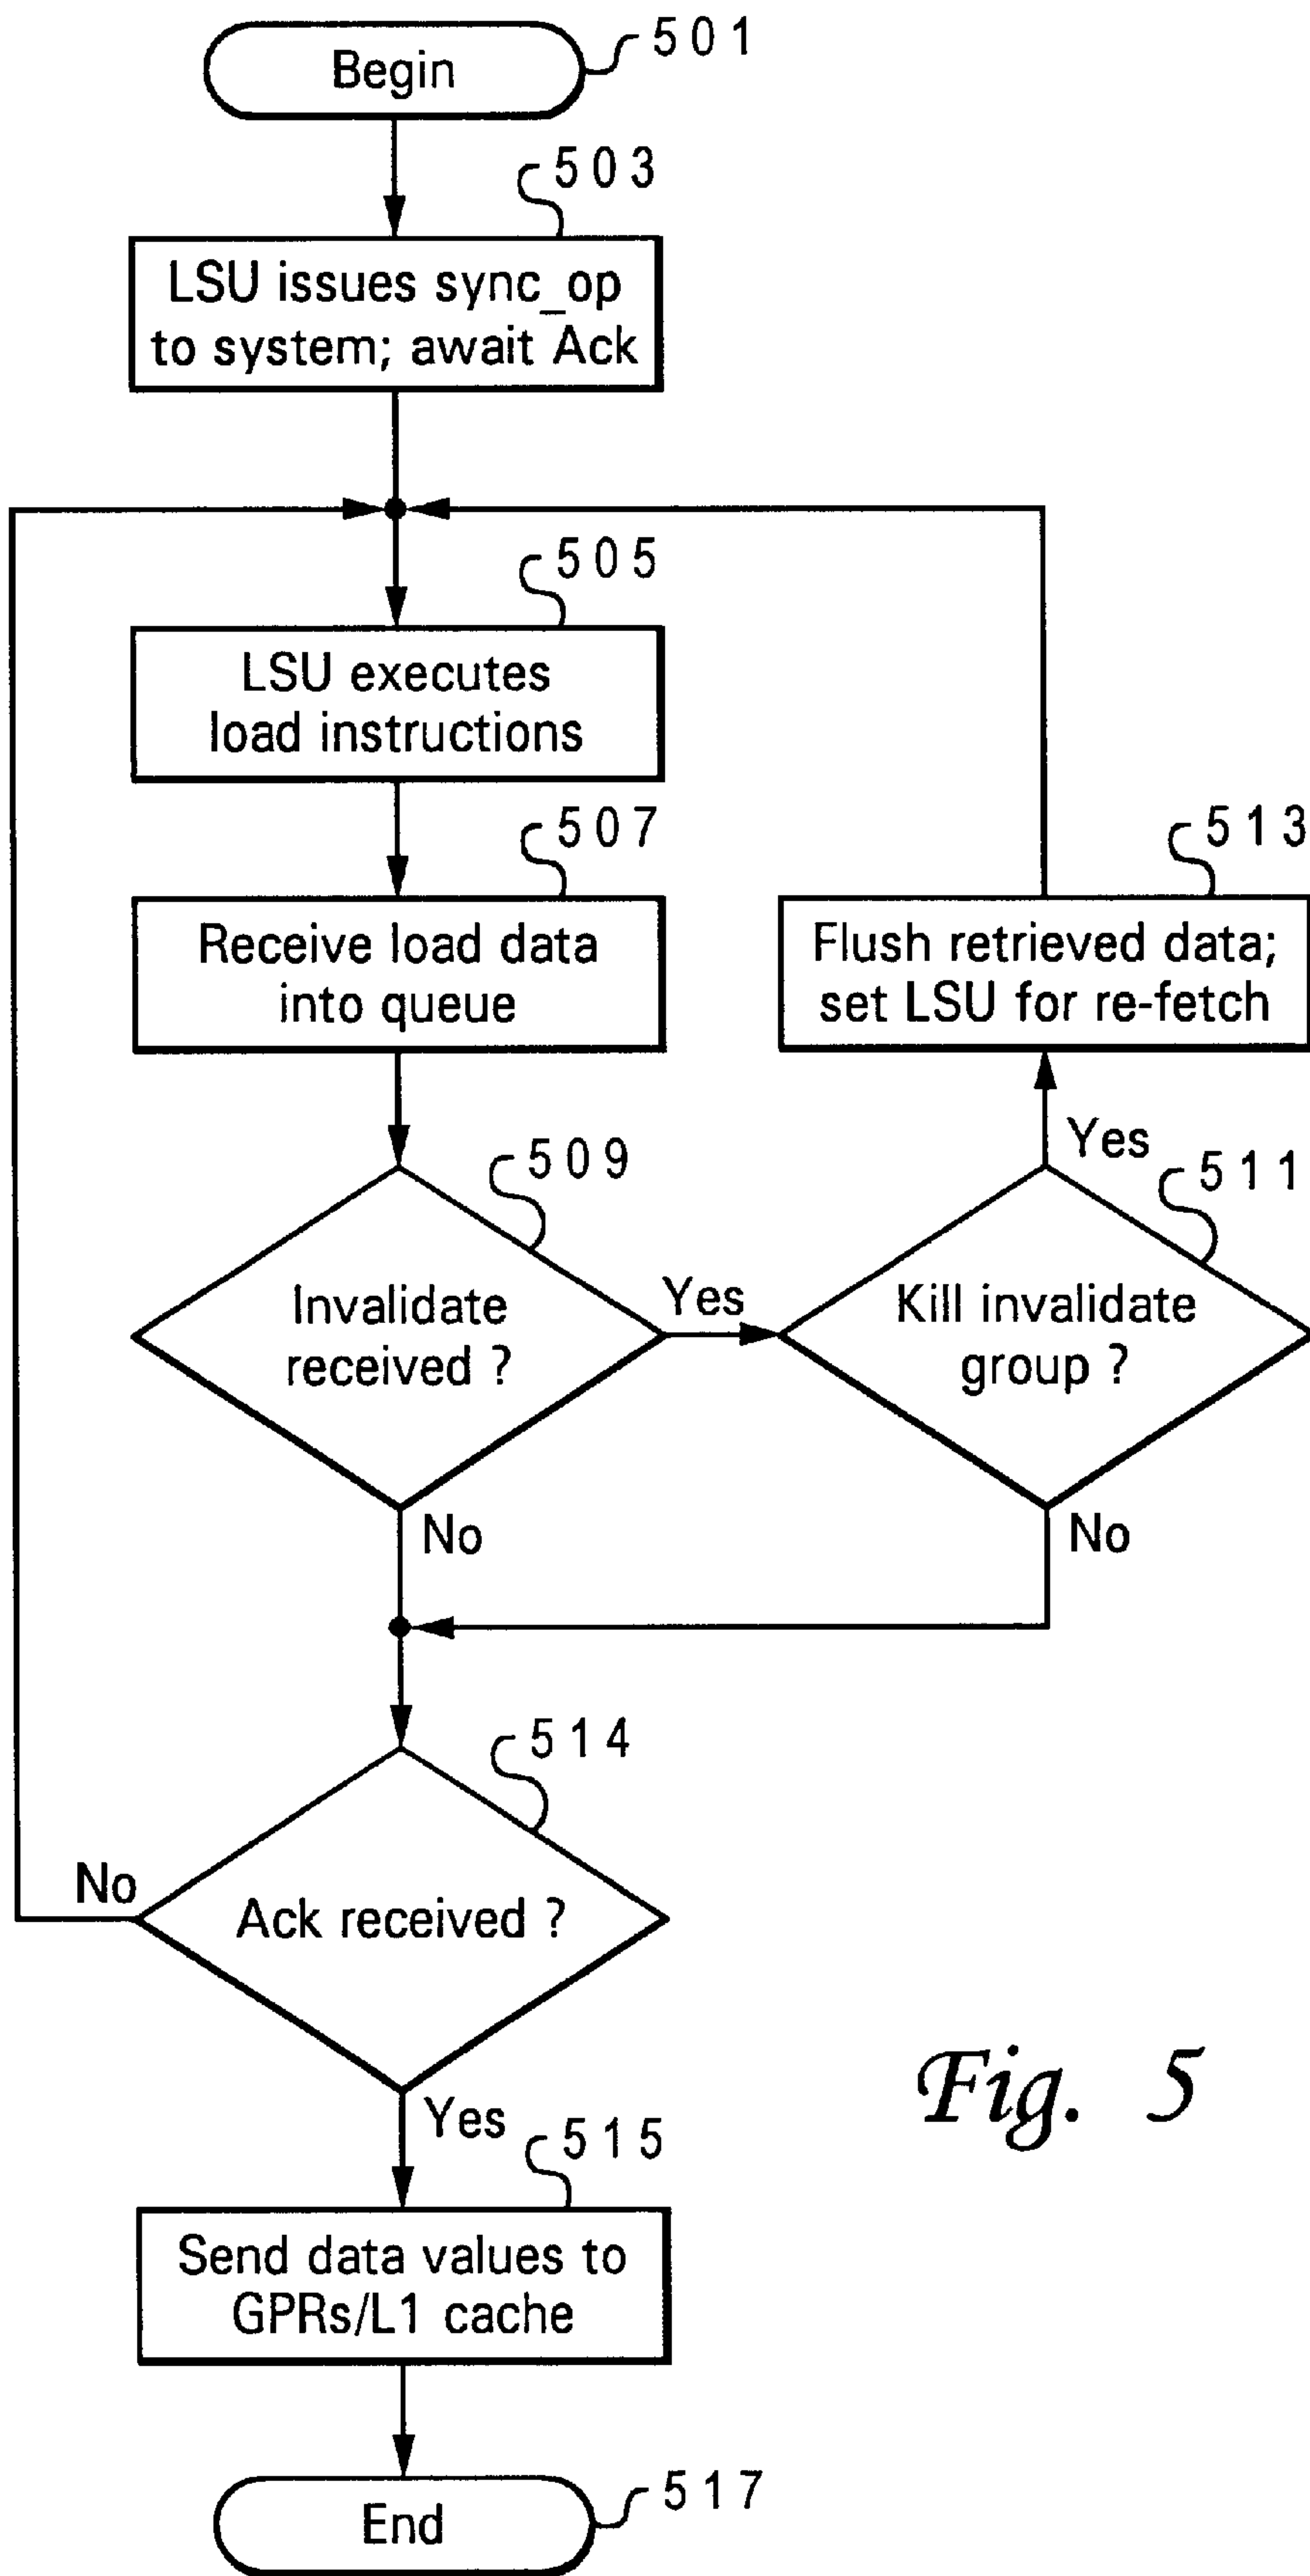 Begin
501
503
LSU issues sync_op
to system; await Ack
505
LSU executes
load instructions
507
Receive load data
into queue
513
Flush retrieved data;
set LSU for re-fetch
Yes
509
Invalidate
received ?
Yes
511
Kill invalidate
group ?
No
No
514
Ack received ?
No
Yes
515
Send data values to
GPRs/L1 cache
End
517
Fig. 5